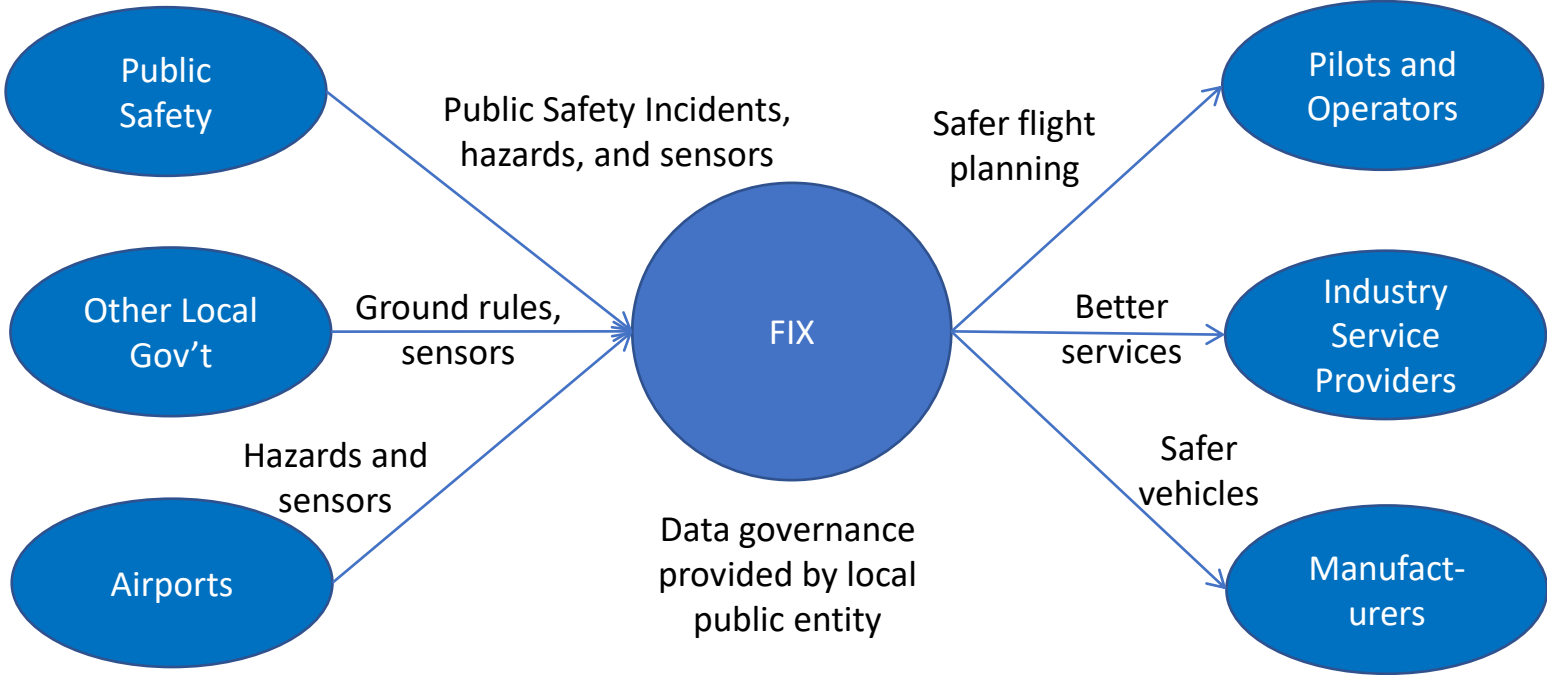 Public
Safety
Public Safety Incidents,
hazards, and sensors
Safer flight
planning
Pilots and
Operators
Other Local
Gov’t
Ground rules,
sensors
FIX
Better
services
Industry
Service
Providers
Hazards and
sensors
Airports
Data governance
provided by local
public entity
Safer
vehicles
Manufact-
urers